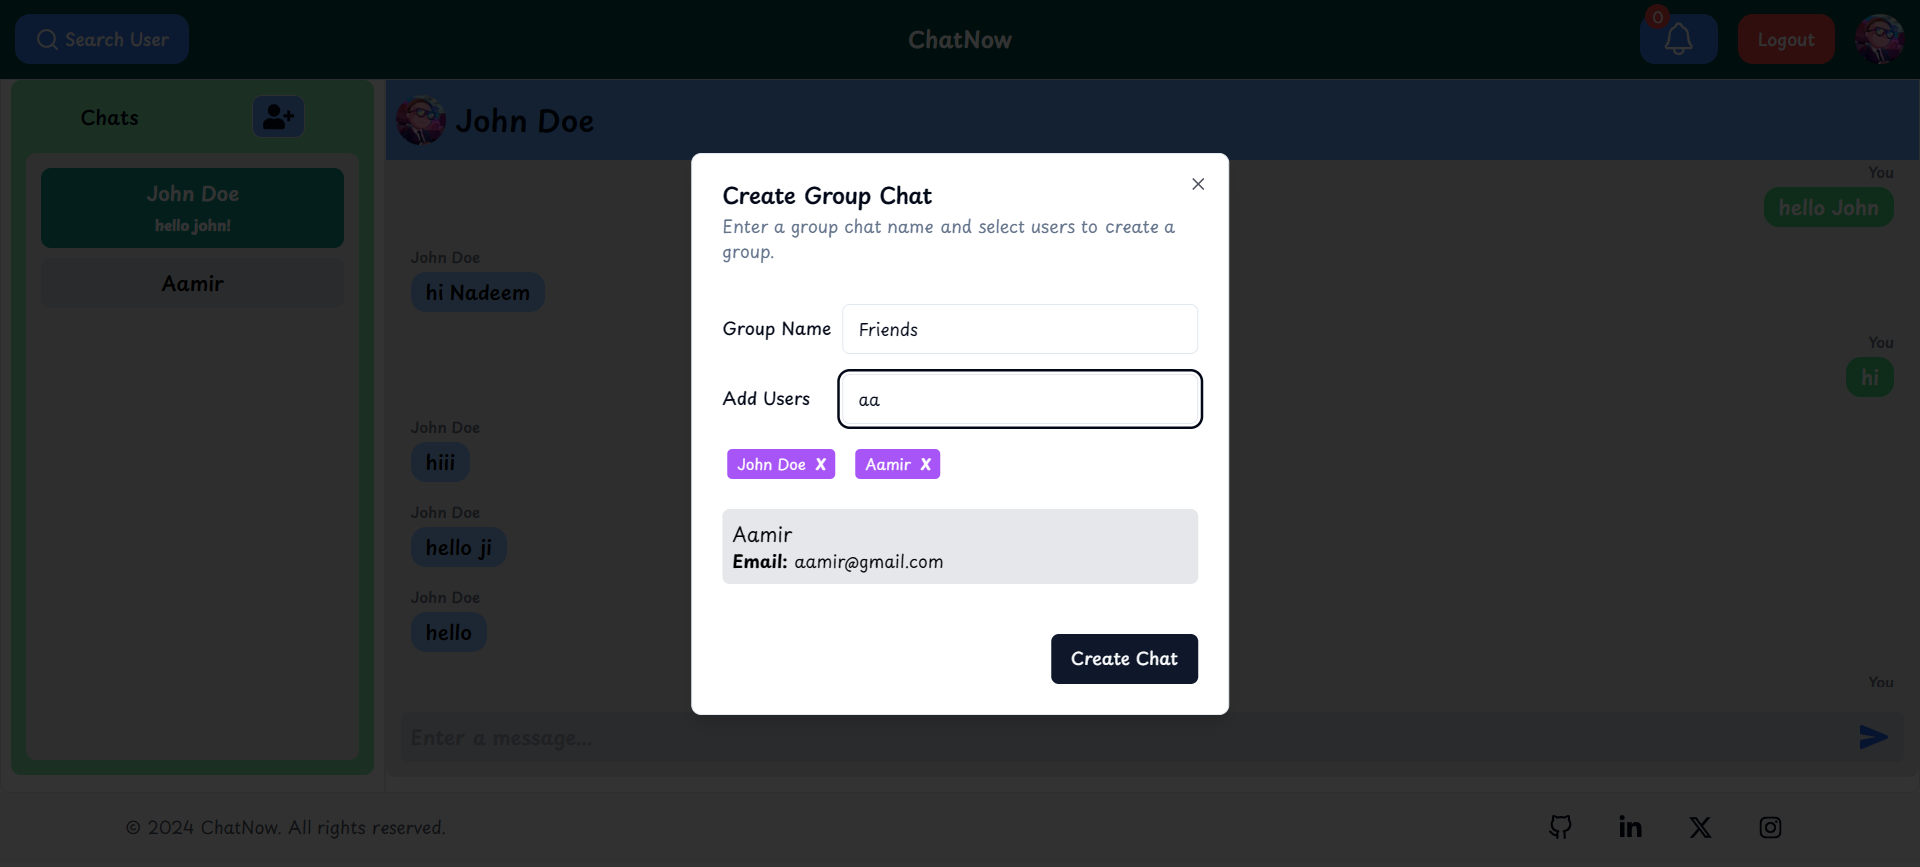 Search User
ChatNow
0
Logout
Chats
John Doe
hello john!
Aamir
John Doe
You
hello John
John Doe
hi Nadeem
You
hi
John Doe
hiii
John Doe
hello ji
John Doe
hello
You
Enter a message...
Create Group Chat
Enter a group chat name and select users to create a
group.
Group Name
Friends
Add Users
aa
John Doe X
Aamir X
Aamir
Email: aamir@gmail.com
Create Chat
© 2024 ChatNow. All rights reserved.